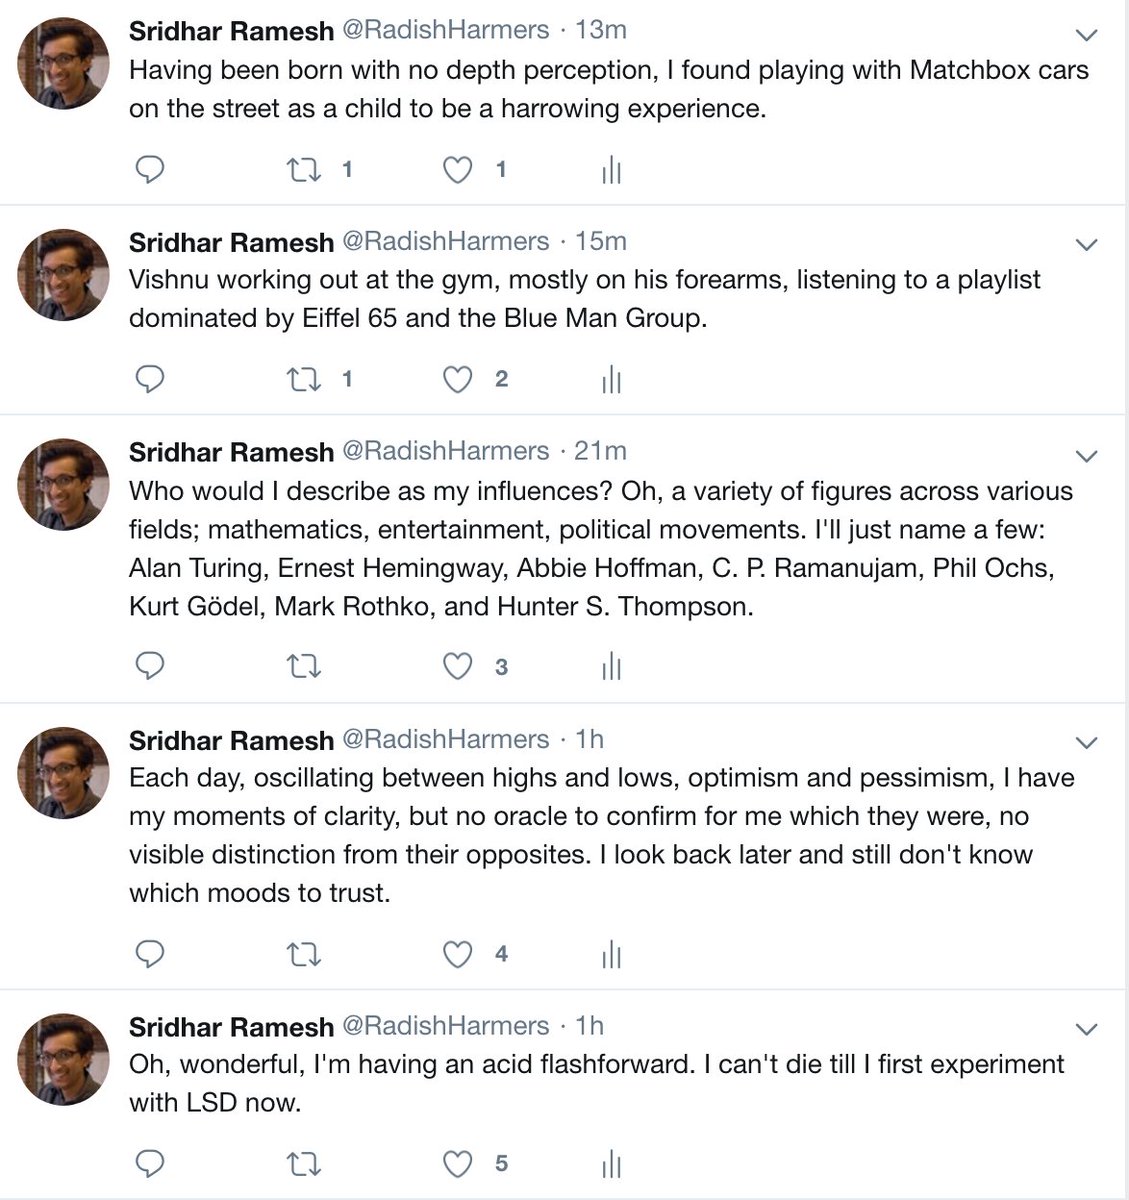 Sridhar Ramesh @RadishHarmers · 13m
Having been born with no depth perception, I found playing with Matchbox cars
on the street as a child to be a harrowing experience.
1 1
Sridhar Ramesh @RadishHarmers · 15m
Vishnu working out at the gym, mostly on his forearms, listening to a playlist
dominated by Eiffel 65 and the Blue Man Group.
1 2
Sridhar Ramesh @RadishHarmers · 21m
Who would I describe as my influences? Oh, a variety of figures across various
fields; mathematics, entertainment, political movements. I'll just name a few:
Alan Turing, Ernest Hemingway, Abbie Hoffman, C. P. Ramanujam, Phil Ochs,
Kurt Gödel, Mark Rothko, and Hunter S. Thompson.
3
Sridhar Ramesh @RadishHarmers · 1h
Each day, oscillating between highs and lows, optimism and pessimism, I have
my moments of clarity, but no oracle to confirm for me which they were, no
visible distinction from their opposites. I look back later and still don't know
which moods to trust.
4
Sridhar Ramesh @RadishHarmers · 1h
Oh, wonderful, I'm having an acid flashforward. I can't die till I first experiment
with LSD now.
5